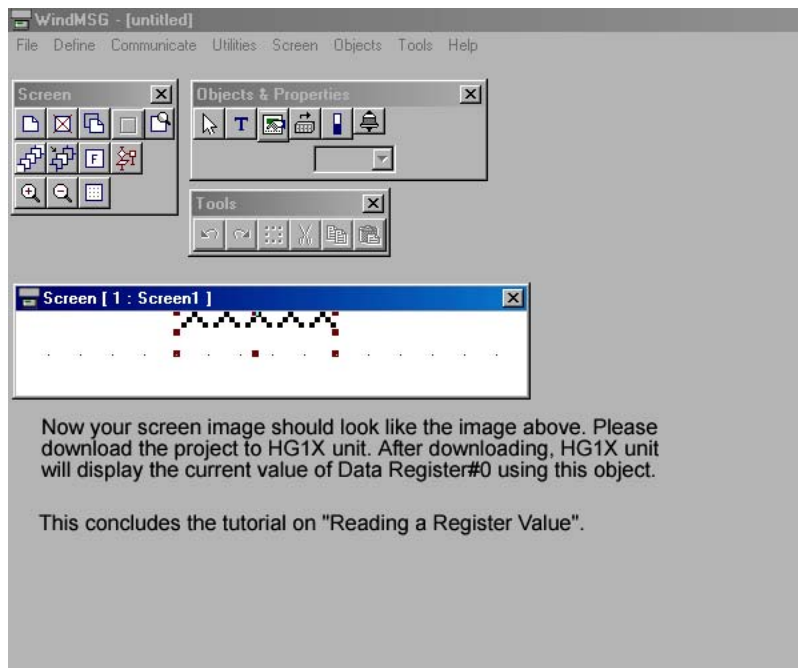 WindMSG - [untitled]
File Define Communicate Utilities Screen Objects Tools Help
Screen
Objects & Properties
T
F
Tools
Screen [ 1 : Screen1 ]
Now your screen image should look like the image above. Please
download the project to HG1X unit. After downloading, HG1X unit
will display the current value of Data Register#0 using this object.
This concludes the tutorial on "Reading a Register Value".